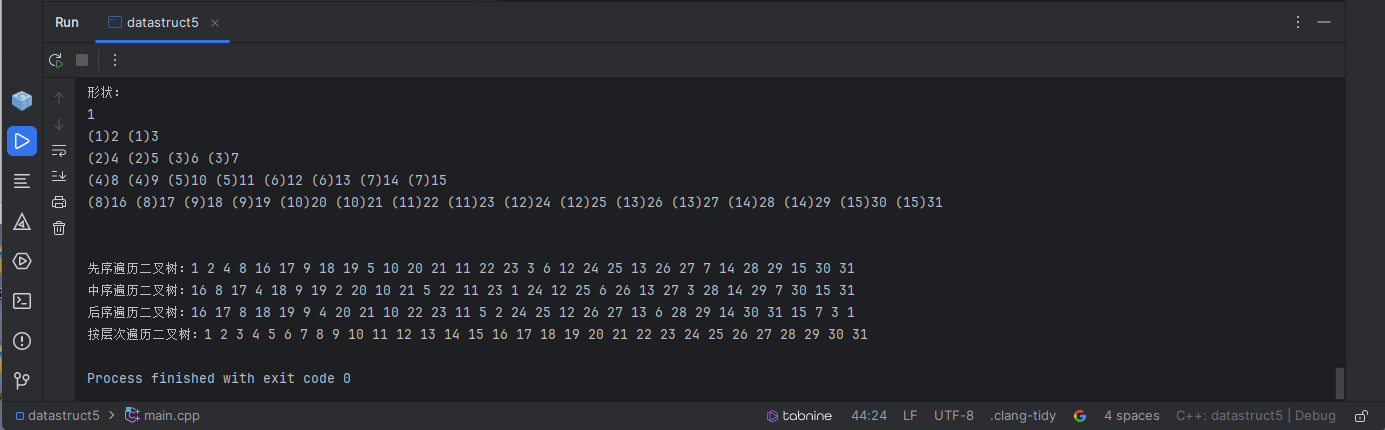 Run datastruct5
形状：
1
(1)2 (1)3
(2)4 (2)5 (3)6 (3)7
(4)8 (4)9 (5)10 (5)11 (6)12 (6)13 (7)14 (7)15
(8)16 (8)17 (9)18 (9)19 (10)20 (10)21 (11)22 (11)23 (12)24 (12)25 (13)26 (13)27 (14)28 (14)29 (15)30 (15)31
先序遍历二叉树：1 2 4 8 16 17 9 18 19 5 10 20 21 11 22 23 3 6 12 24 25 13 26 27 7 14 28 29 15 30 31
中序遍历二叉树：16 8 17 4 18 9 19 2 20 10 21 5 22 11 23 1 24 12 25 6 26 13 27 3 28 14 29 7 30 15 31
后序遍历二叉树：16 17 8 18 19 9 4 20 21 10 22 23 11 5 2 24 25 12 26 27 13 6 28 29 14 30 31 15 7 3 1
按层次遍历二叉树：1 2 3 4 5 6 7 8 9 10 11 12 13 14 15 16 17 18 19 20 21 22 23 24 25 26 27 28 29 30 31
Process finished with exit code 0
datastruct5 > main.cpp tabnine 44:24 LF UTF-8 .clang-tidy 4 spaces C++: datastruct5 | Debug